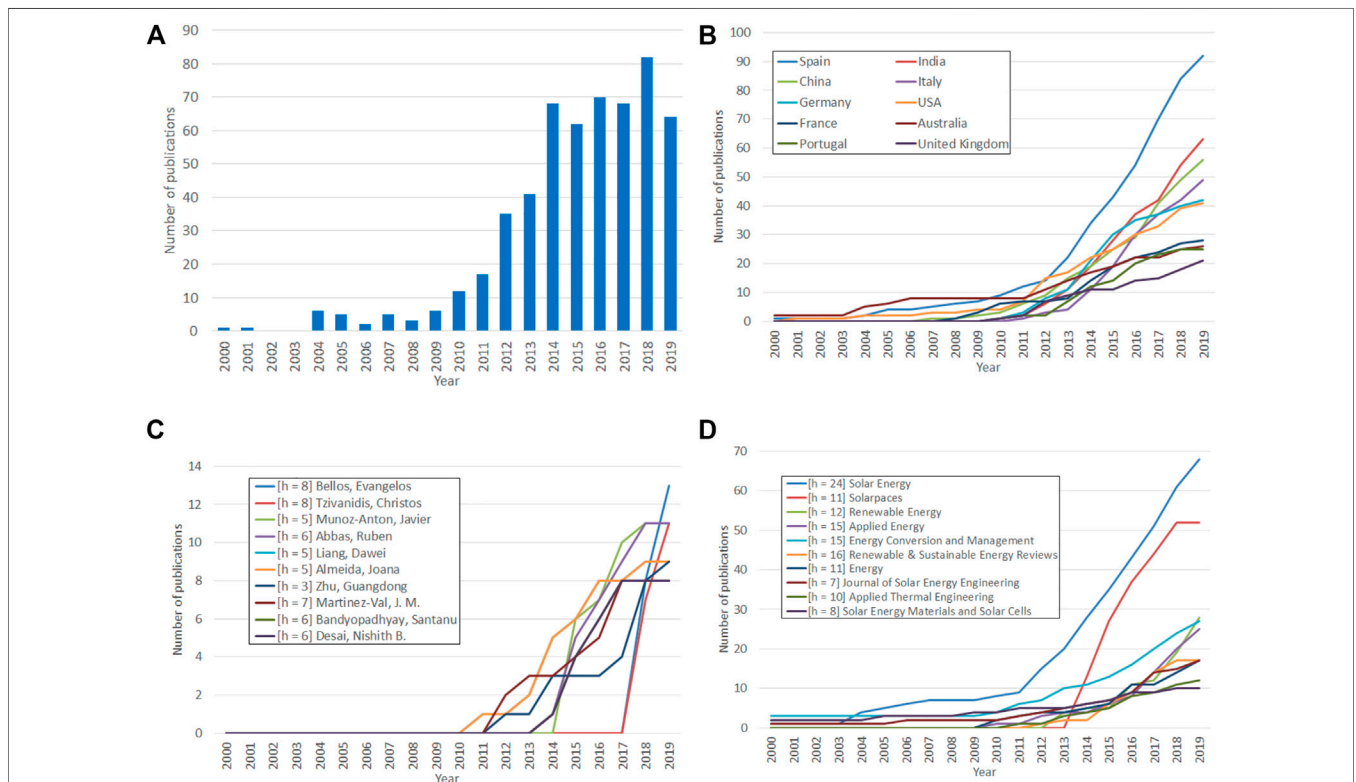 A
Number of publications
90
80
70
60
50
40
30
20
10
0
2000 2001 2002 2003 2004 2005 2006 2007 2008 2009 2010 2011 2012 2013 2014 2015 2016 2017 2018 2019
Year
B
Number of publications
100
90
80
70
60
50
40
30
20
10
0
Spain India
China Italy
Germany USA
France Australia
Portugal United Kingdom
2000 2001 2002 2003 2004 2005 2006 2007 2008 2009 2010 2011 2012 2013 2014 2015 2016 2017 2018 2019
Year
C
Number of publications
14
12
10
8
6
4
2
0
[h = 8] Bellos, Evangelos
[h = 8] Tzivanidis, Christos
[h = 5] Munoz-Anton, Javier
[h = 6] Abbas, Ruben
[h = 5] Liang, Dawei
[h = 5] Almeida, Joana
[h = 3] Zhu, Guangdong
[h = 7] Martinez-Val, J. M.
[h = 6] Bandyopadhyay, Santanu
[h = 6] Desai, Nishith B.
2000 2001 2002 2003 2004 2005 2006 2007 2008 2009 2010 2011 2012 2013 2014 2015 2016 2017 2018 2019
Year
D
Number of publications
70
60
50
40
30
20
10
0
[h = 24] Solar Energy
[h = 11] Solarpaces
[h = 12] Renewable Energy
[h = 15] Applied Energy
[h = 15] Energy Conversion and Management
[h = 16] Renewable & Sustainable Energy Reviews
[h = 11] Energy
[h = 7] Journal of Solar Energy Engineering
[h = 10] Applied Thermal Engineering
[h = 8] Solar Energy Materials and Solar Cells
2000 2001 2002 2003 2004 2005 2006 2007 2008 2009 2010 2011 2012 2013 2014 2015 2016 2017 2018 2019
Year